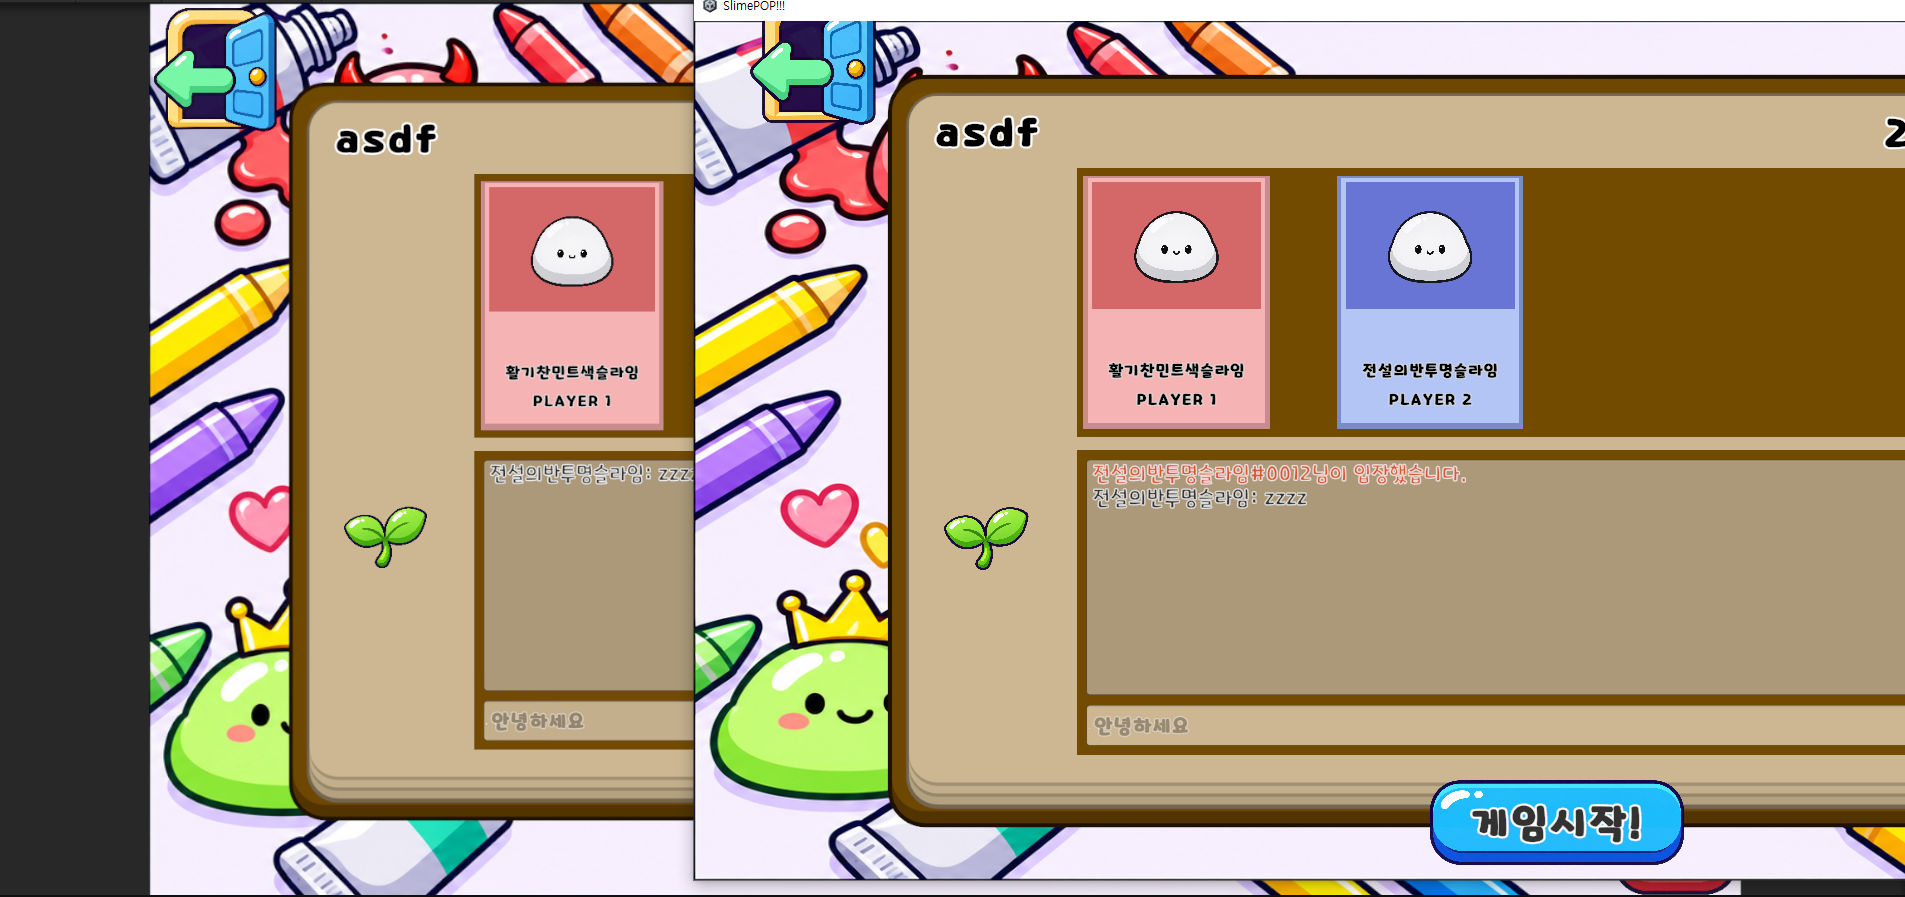 SlimePOP!!!
asdf
활기찬민트색슬라임
PLAYER 1
전설의반투명슬라임: zzzz
안녕하세요
asdf
2
활기찬민트색슬라임
PLAYER 1
전설의반투명슬라임
PLAYER 2
전설의반투명슬라임#0012님이 입장했습니다.
전설의반투명슬라임: zzzz
안녕하세요
게임시작!